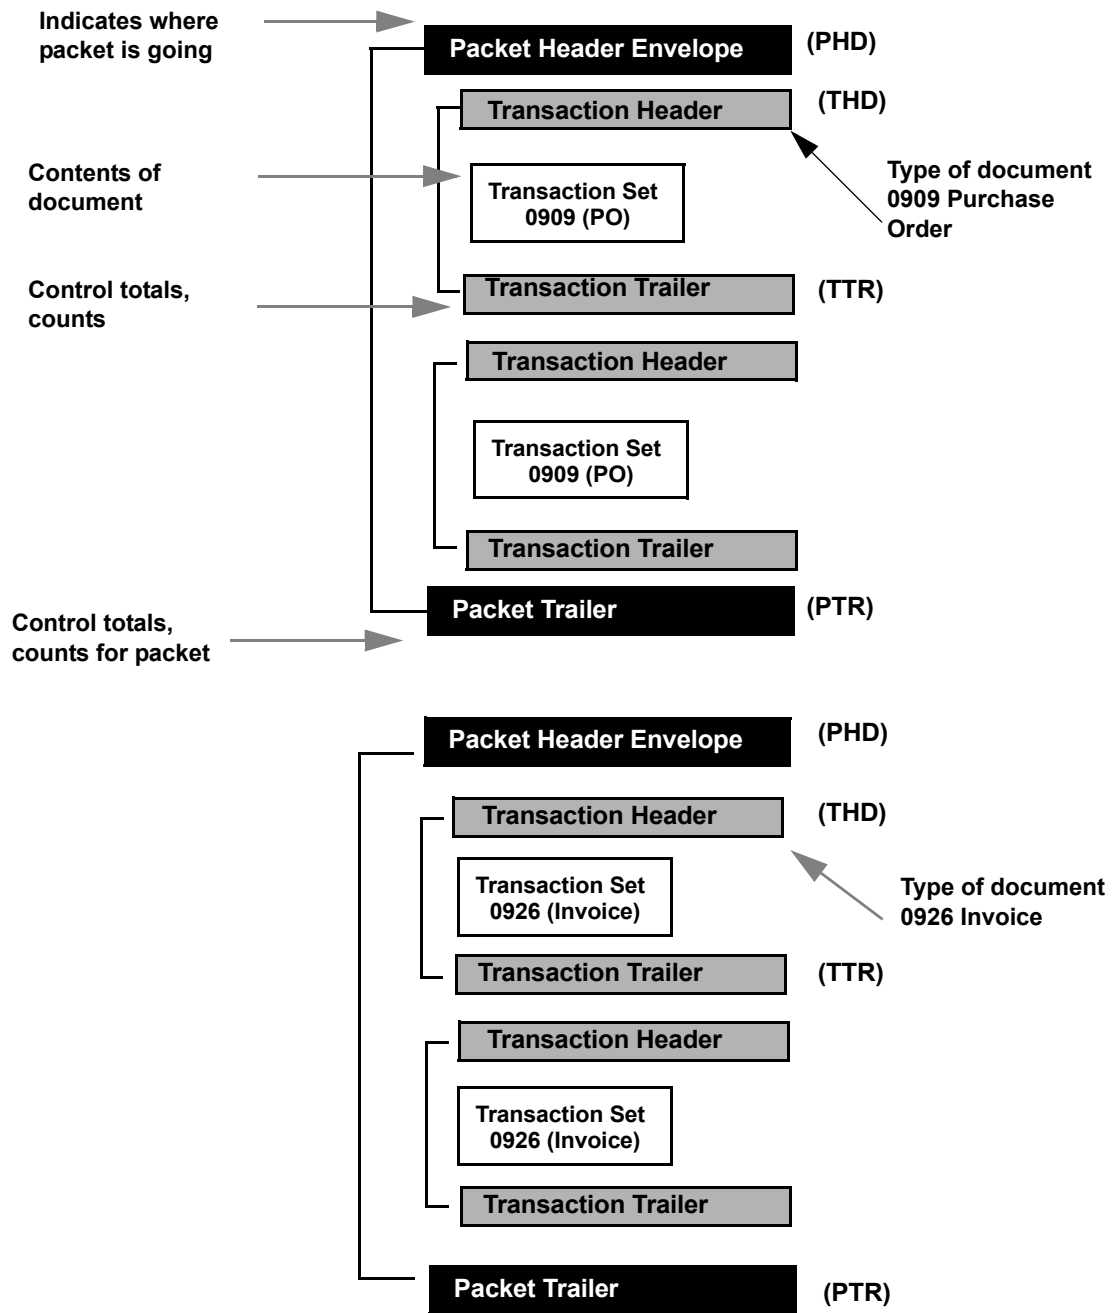 Indicates where
packet is going
Packet Header Envelope
(PHD)
Transaction Header
(THD)
Contents of
document
Transaction Set
0909 (PO)
Type of document
0909 Purchase
Order
Control totals,
counts
Transaction Trailer
(TTR)
Transaction Header
Transaction Set
0909 (PO)
Transaction Trailer
Packet Trailer
(PTR)
Control totals,
counts for packet
Packet Header Envelope
(PHD)
Transaction Header
(THD)
Transaction Set
0926 (Invoice)
Type of document
0926 Invoice
Transaction Trailer
(TTR)
Transaction Header
Transaction Set
0926 (Invoice)
Transaction Trailer
Packet Trailer
(PTR)